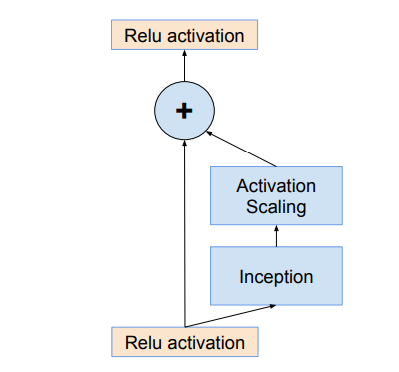 Relu activation
+
Activation
Scaling
Inception
Relu activation